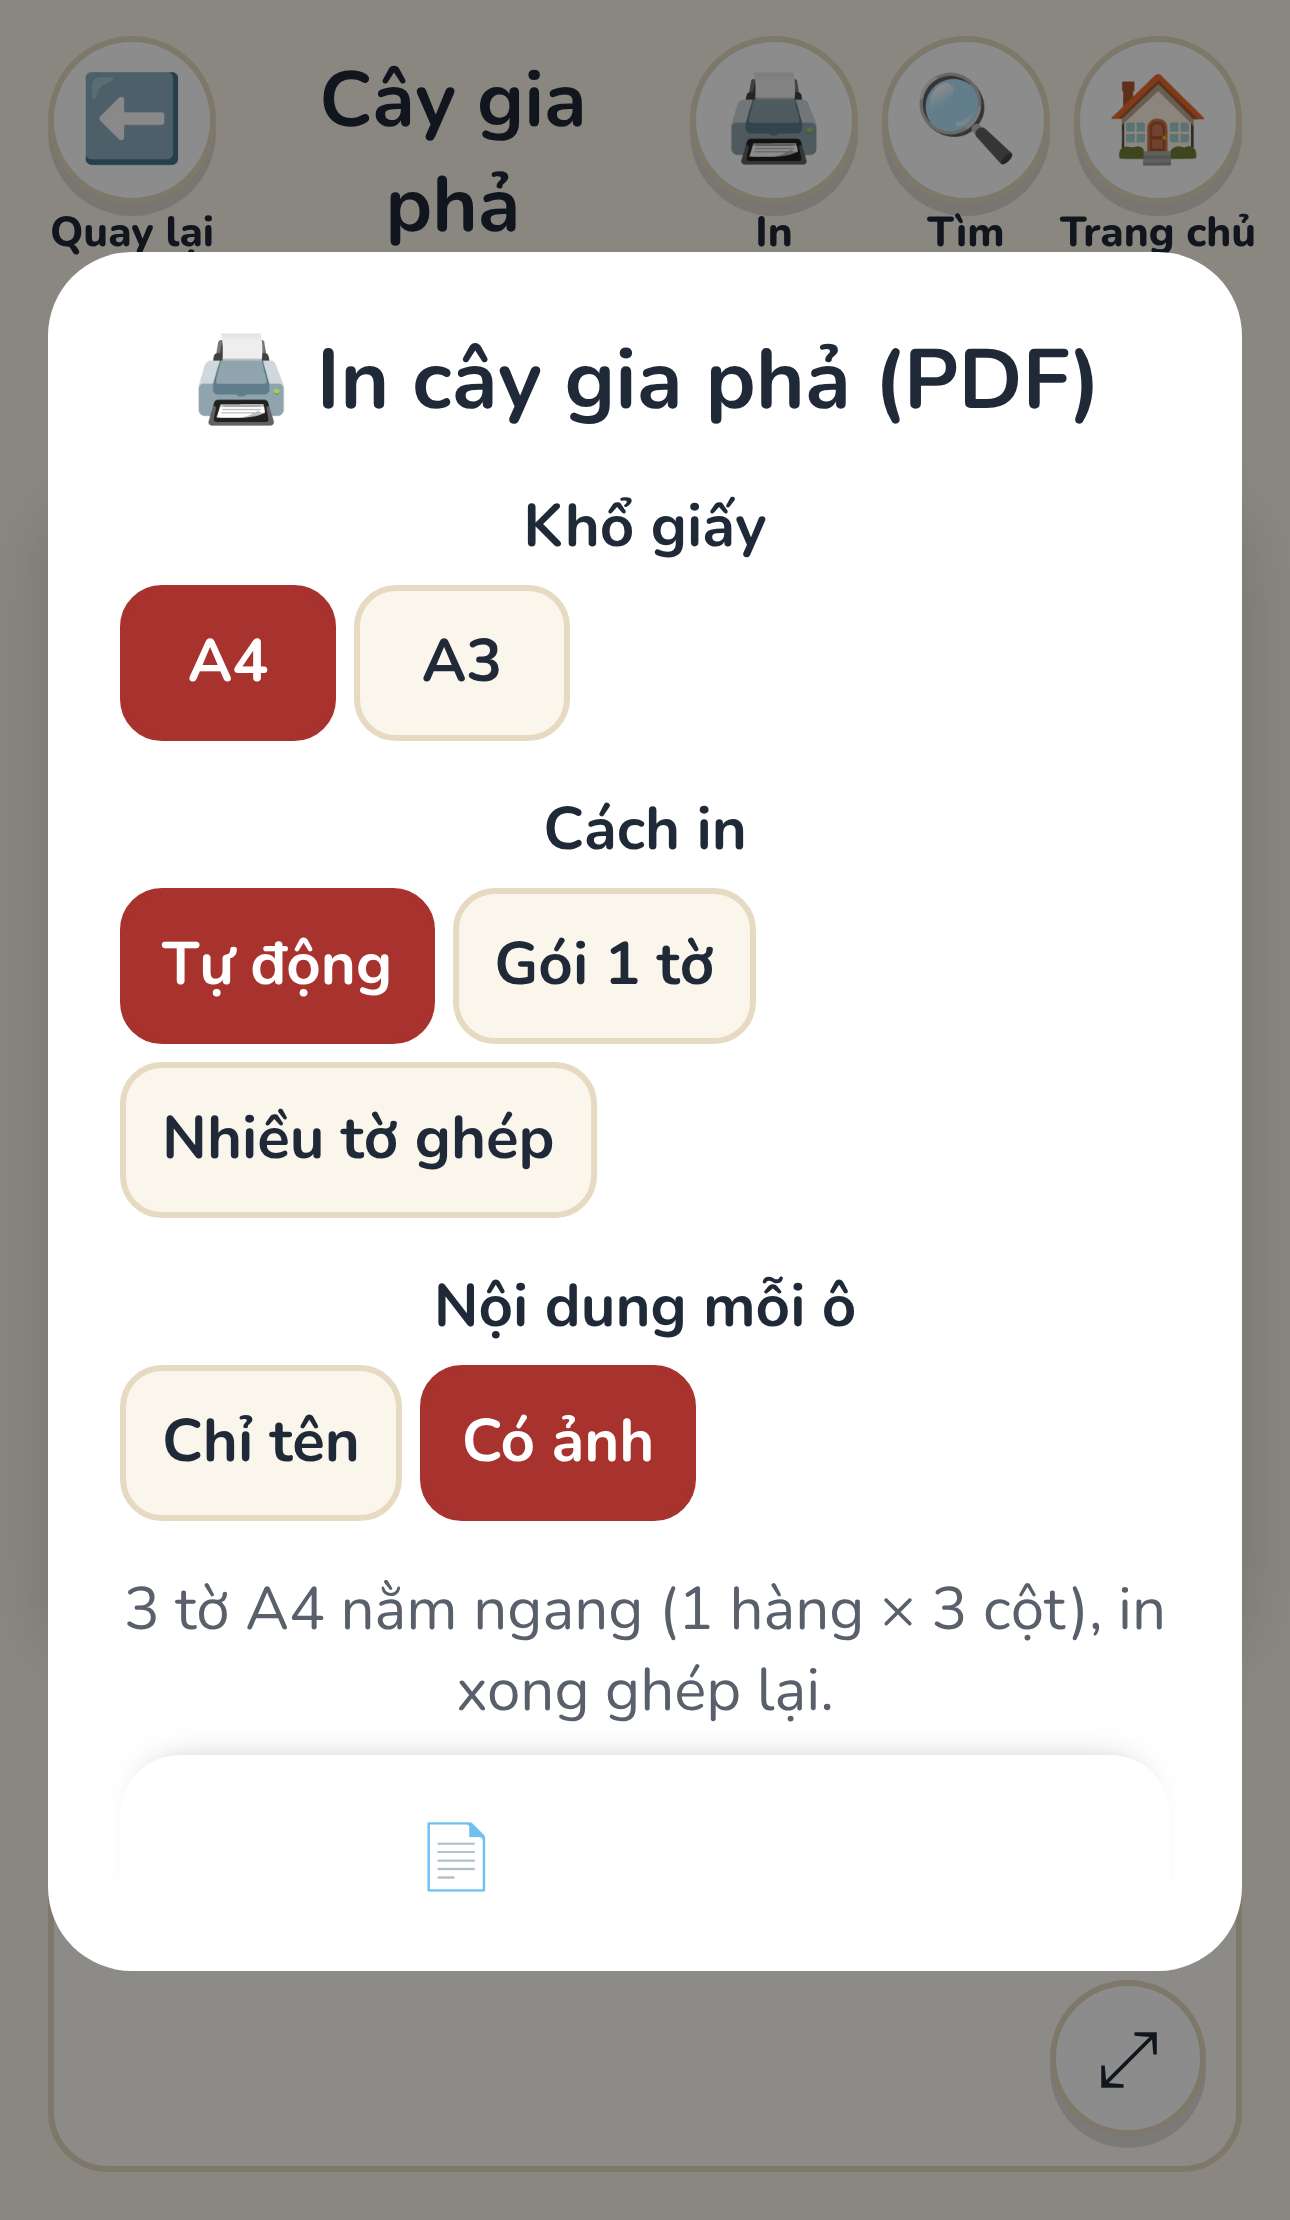 Cây gia
phả
Quay lại
In
Tìm
Trang chủ
In cây gia phả (PDF)
Khổ giấy
A4
A3
Cách in
Tự động
Gói 1 tờ
Nhiều tờ ghép
Nội dung mỗi ô
Chỉ tên
Có ảnh
3 tờ A4 nằm ngang (1 hàng × 3 cột), in
xong ghép lại.